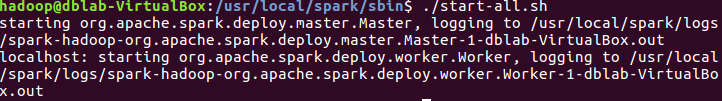 hadoop@dblab-VirtualBox:/usr/local/spark/sbin$ ./start-all.sh
starting org.apache.spark.deploy.master.Master, logging to /usr/local/spark/logs
/spark-hadoop-org.apache.spark.deploy.master.Master-1-dblab-VirtualBox.out
localhost: starting org.apache.spark.deploy.worker.Worker, logging to /usr/local
/spark/logs/spark-hadoop-org.apache.spark.deploy.worker.Worker-1-dblab-VirtualBo
x.out